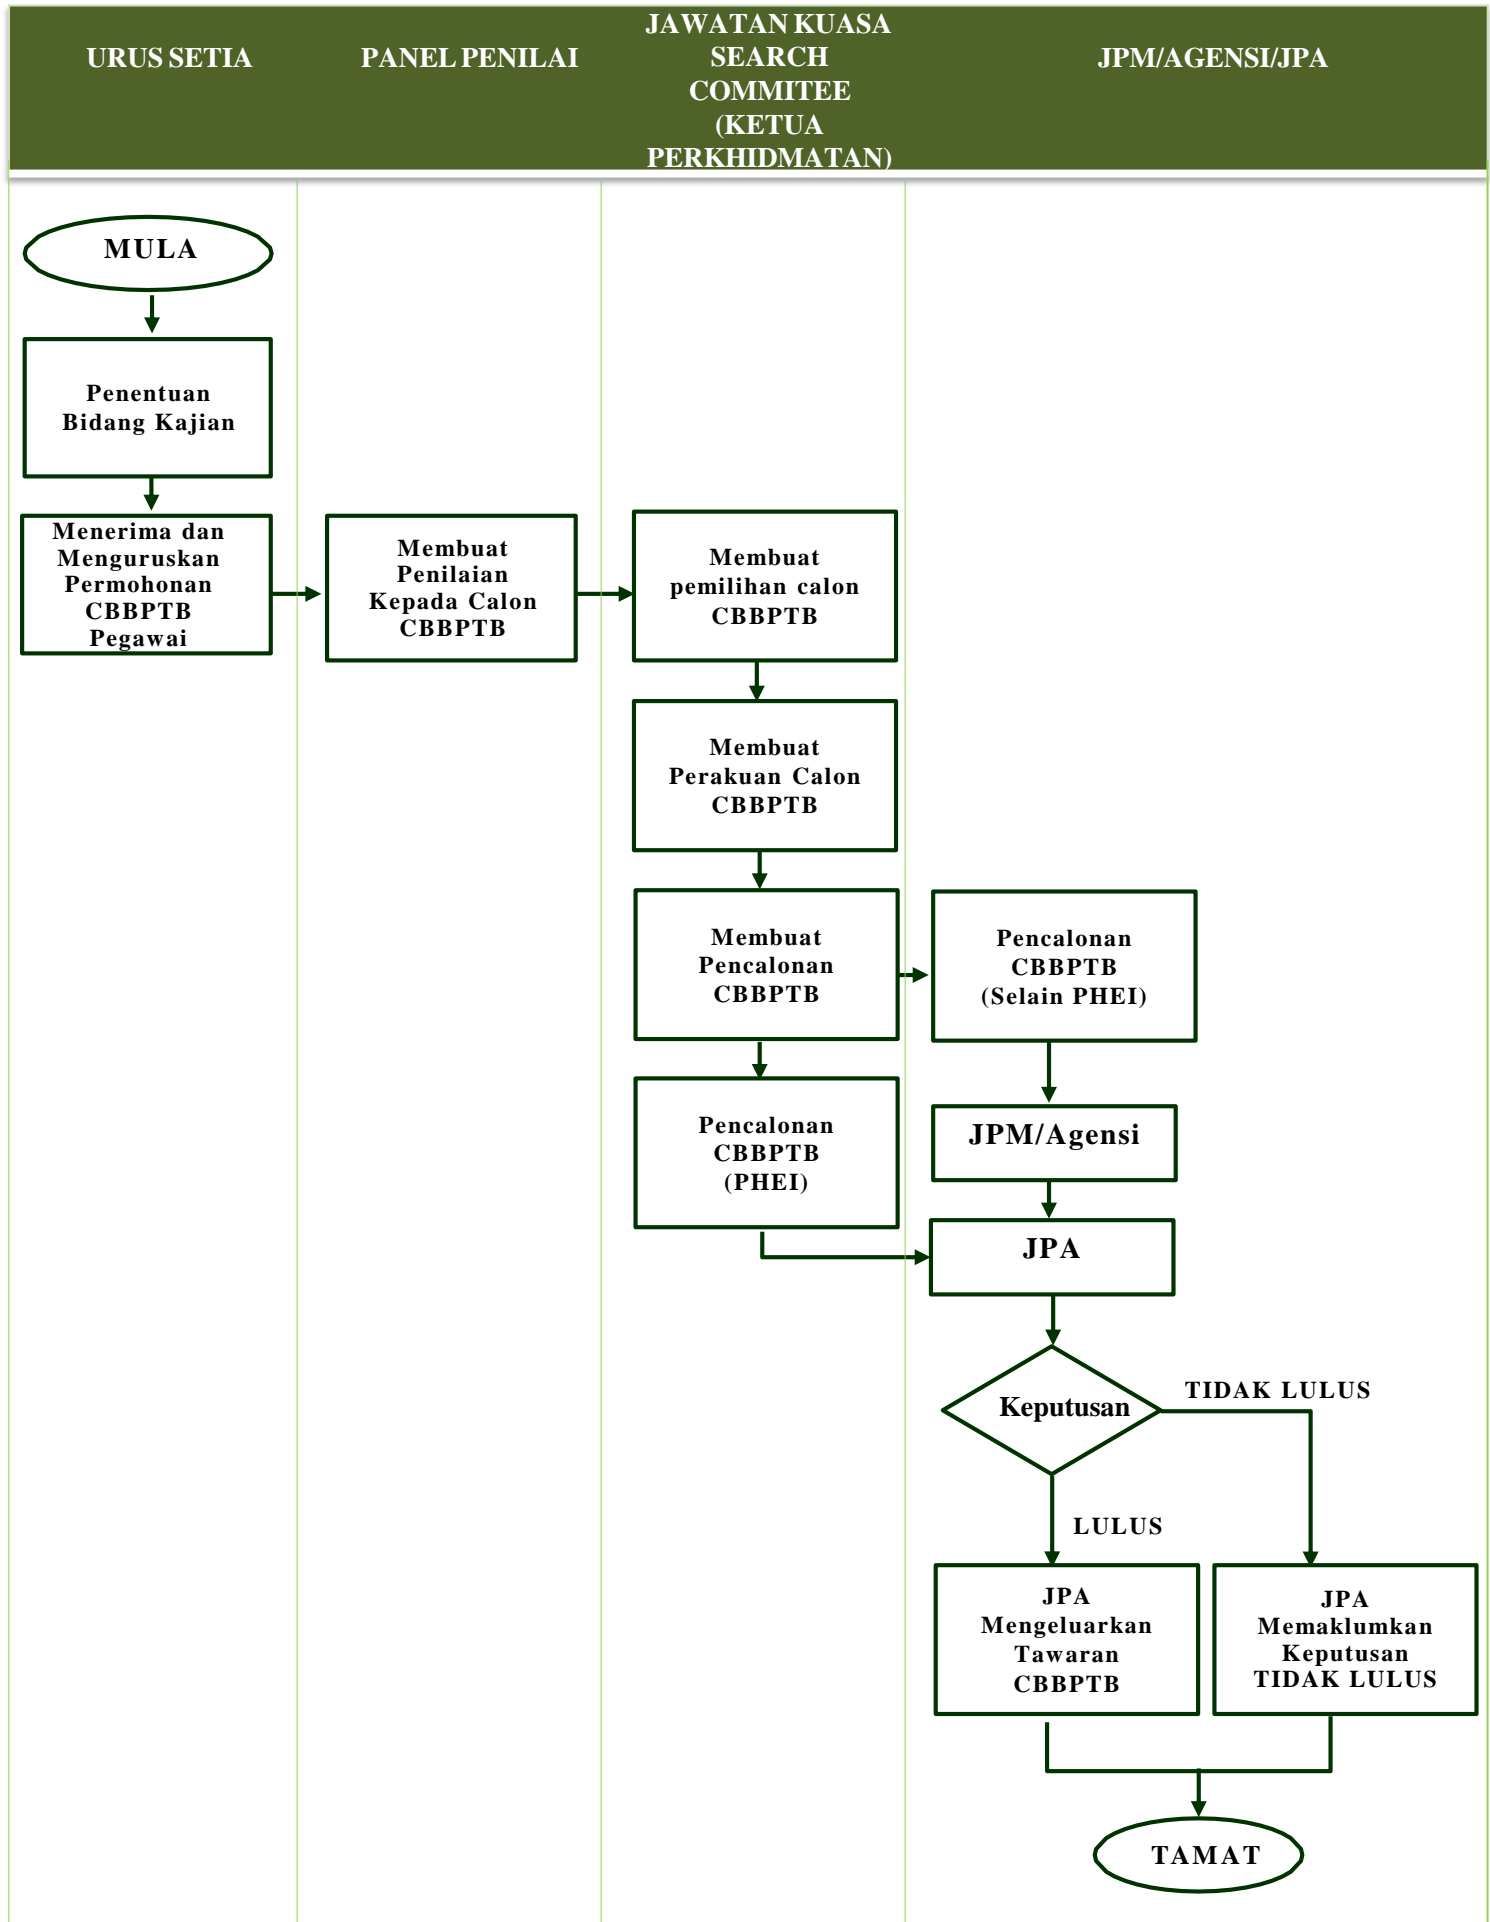 URUS SETIA
PANEL PENILAI
JAWATAN KUASA
SEARCH
COMMITEE
(KETUA
PERKHIDMATAN)
JPM/AGENSI/JPA
MULA
Penentuan
Bidang Kajian
Menerima dan
Menguruskan
Permohonan
CBBPTB
Pegawai
Membuat
Penilaian
Kepada Calon
CBBPTB
Membuat
pemilihan calon
CBBPTB
Membuat
Perakuan Calon
CBBPTB
Membuat
Pencalonan
CBBPTB
Pencalonan
CBBPTB
(Selain PHEI)
Pencalonan
CBBPTB
(PHEI)
JPM/Agensi
JPA
Keputusan
TIDAK LULUS
LULUS
JPA
Mengeluarkan
Tawaran
CBBPTB
JPA
Memaklumkan
Keputusan
TIDAK LULUS
TAMAT